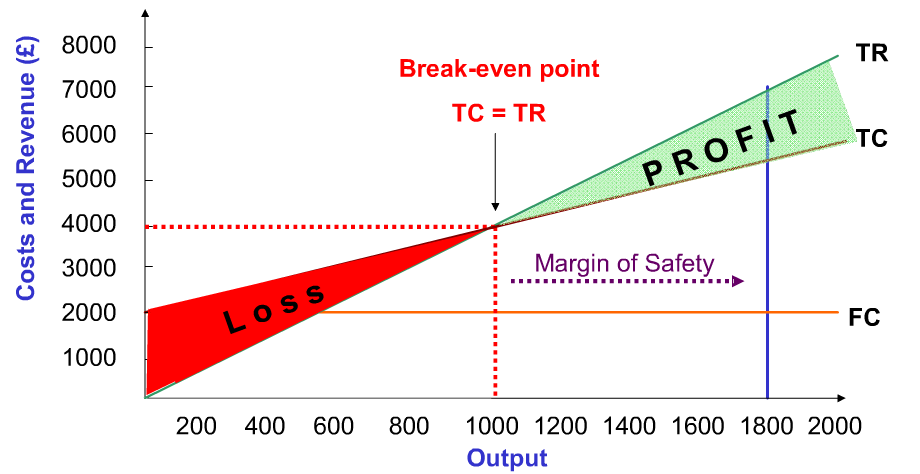 Costs and Revenue (£)
8000
7000
6000
5000
4000
3000
2000
1000
Break-even point
TC = TR
TR
PROFIT
TC
Margin of Safety
Loss
FC
200 400 600 800 1000 1200 1400 1600 1800 2000
Output